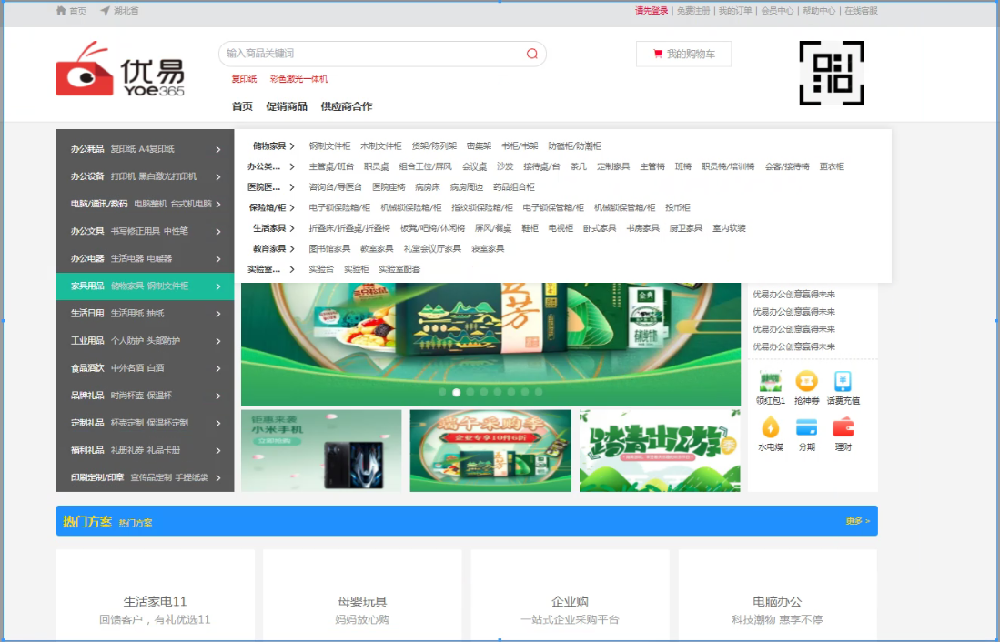 首页 湖北省
请先登录 | 免费注册 | 我的订单 | 会员中心 | 帮助中心 | 在线客服
优易
YOE365
输入商品关键词
我的购物车
复印纸 彩色激光一体机
首页 促销商品 供应商合作
办公耗品 复印纸 A4复印纸 >
办公设备 打印机 黑白激光打印机 >
电脑/通讯/数码 电脑整机 台式机电脑 >
办公文具 书写修正用具 中性笔 >
办公电器 生活电器 电暖器 >
家具用品 储物家具 钢制文件柜 >
生活日用 生活用纸 抽纸 >
工业用品 个人防护 头部防护 >
食品酒饮 中外名酒 白酒 >
品牌礼品 时尚杯壶 保温杯 >
定制礼品 杯壶定制 保温杯定制 >
福利礼品 礼册礼券 礼品卡册 >
印刷定制/印章 宣传品定制 手提纸袋 >
储物家具 > 钢制文件柜 木制文件柜 货架/陈列架 密集架 书柜/书架 防磁柜/防潮柜
办公类... > 主管桌/班台 职员桌 组合工位/屏风 会议桌 沙发 接待桌/台 茶几 定制家具 主管椅 班椅 职员椅/培训椅 会客/接待椅 更衣柜
医院医... > 咨询台/导医台 医院座椅 病房床 病房周边 药品组合柜
保险箱/柜 > 电子锁保险箱/柜 机械锁保险箱/柜 指纹锁保险箱/柜 电子锁保管箱/柜 机械锁保管箱/柜 投币柜
生活家具 > 折叠床/折叠桌/折叠椅 板凳/吧椅/休闲椅 屏风/餐桌 鞋柜 电视柜 卧式家具 书房家具 厨卫家具 室内软装
教育家具 > 图书馆家具 教室家具 礼堂会议厅家具 寝室家具
实验室... > 实验台 实验柜 实验室配套
五芳
金典
优易办公创意赢得未来
优易办公创意赢得未来
优易办公创意赢得未来
优易办公创意赢得未来
领红包1 抢神券 话费充值
水电煤 分期 理财
钜惠来袭
小米手机
立即抢购
端午采购季
企业专享10件6折
踏青出游季
热门方案 热门方案
更多 >
生活家电11
回馈客户，有礼优选11
母婴玩具
妈妈放心购
企业购
一站式企业采购平台
电脑办公
科技潮物 惠享不停